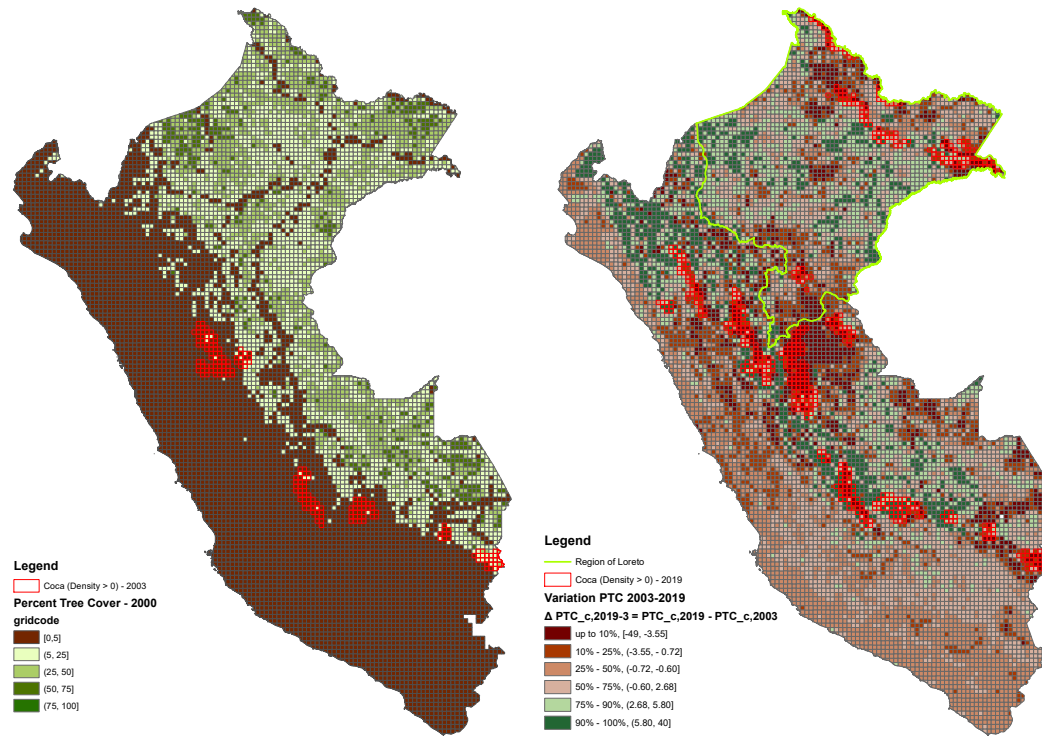 Legend
Coca (Density > 0) - 2003
Percent Tree Cover - 2000
gridcode
[0,5]
(5, 25]
(25, 50]
(50, 75]
(75, 100]
Legend
Region of Loreto
Coca (Density > 0) - 2019
Variation PTC 2003-2019
Δ PTC_c,2019-3 = PTC_c,2019 - PTC_c,2003
up to 10%, [-49, -3.55]
10% - 25%, (-3.55, - 0.72]
25% - 50%, (-0.72, -0.60]
50% - 75%, (-0.60, 2.68]
75% - 90%, (2.68, 5.80]
90% - 100%, (5.80, 40]